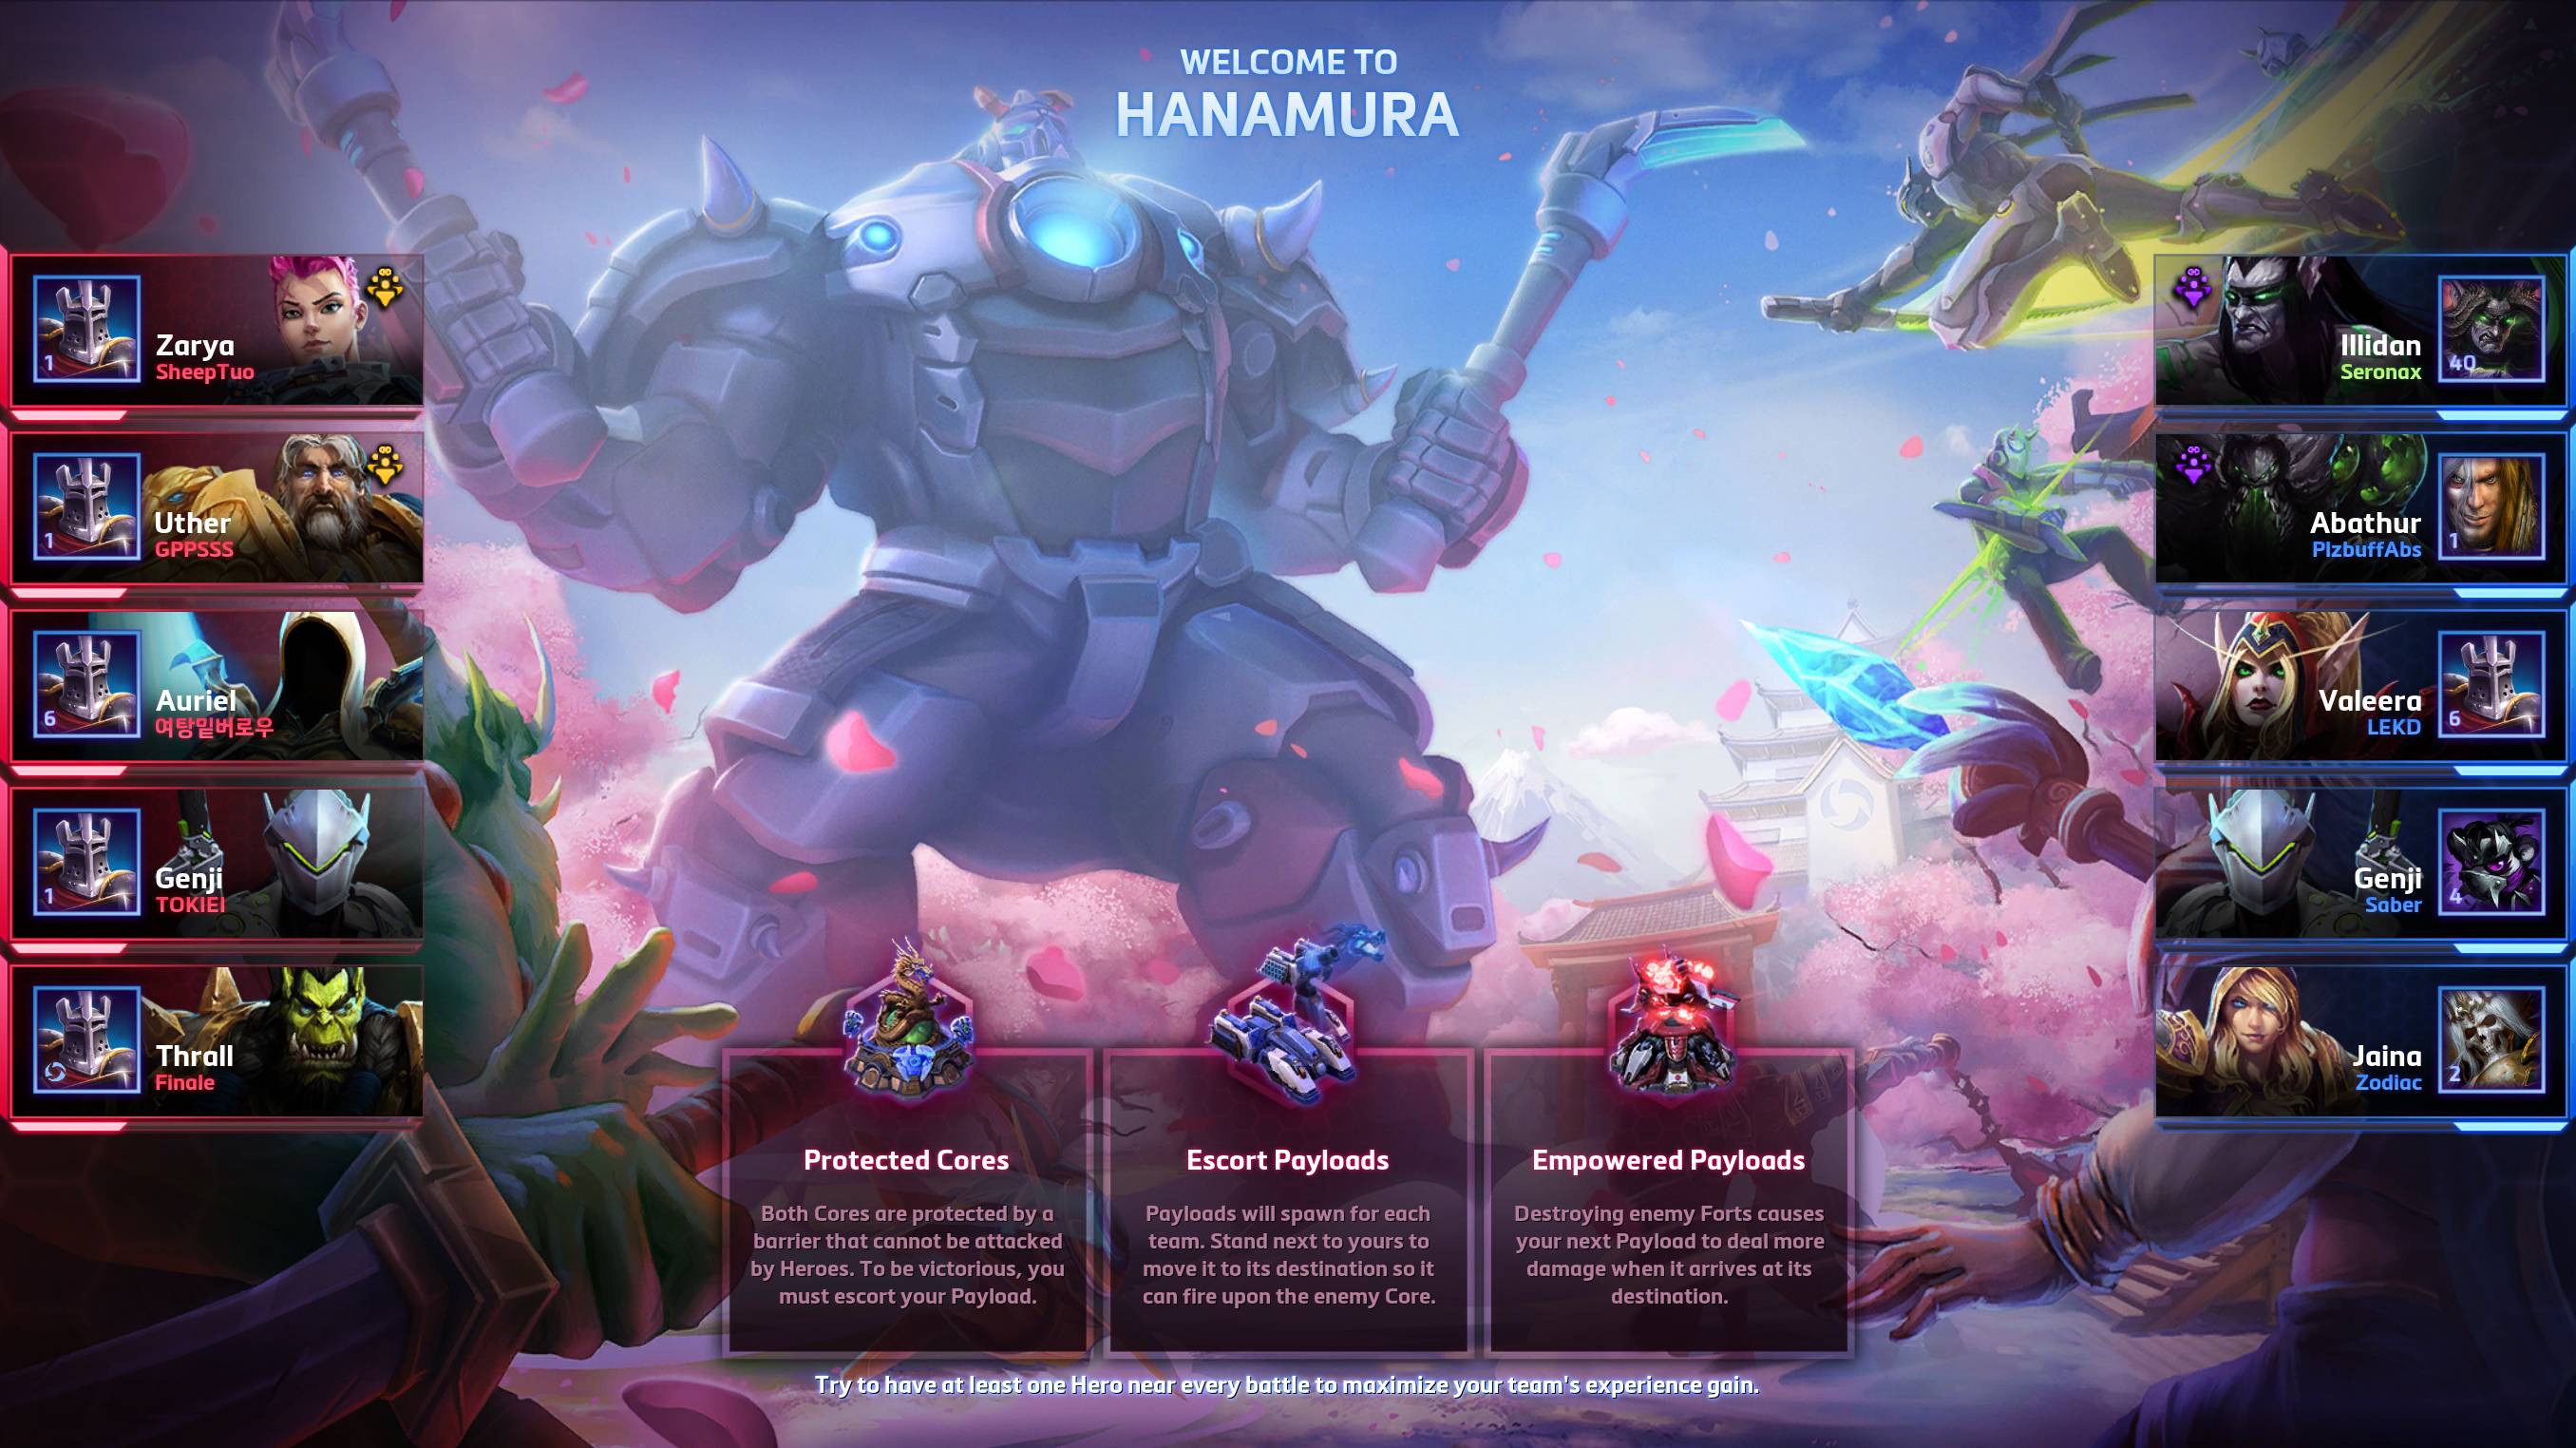 WELCOME TO
HANAMURA
1
Zarya
SheepTuo
1
Uther
GPPSSS
6
Auriel
여탕밑버로우
1
Genji
TOKIEI
Thrall
Finale
Illidan
Seronax
40
Abathur
PlzbuffAbs
1
Valeera
LEKD
6
Genji
Saber
4
Jaina
Zodiac
2
Protected Cores
Both Cores are protected by a
barrier that cannot be attacked
by Heroes. To be victorious, you
must escort your Payload.
Escort Payloads
Payloads will spawn for each
team. Stand next to yours to
move it to its destination so it
can fire upon the enemy Core.
Empowered Payloads
Destroying enemy Forts causes
your next Payload to deal more
damage when it arrives at its
destination.
Try to have at least one Hero near every battle to maximize your team's experience gain.